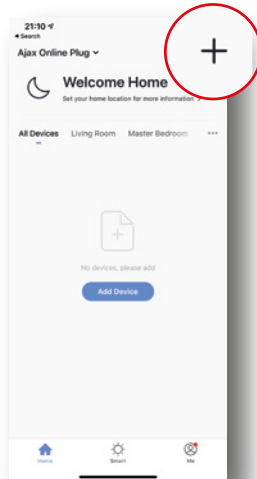 21:10
Search
Ajax Online Plug
Welcome Home
Set your home location for more information >
All Devices Living Room Master Bedroom ...
No devices, please add
Add Device
Home Smart Me